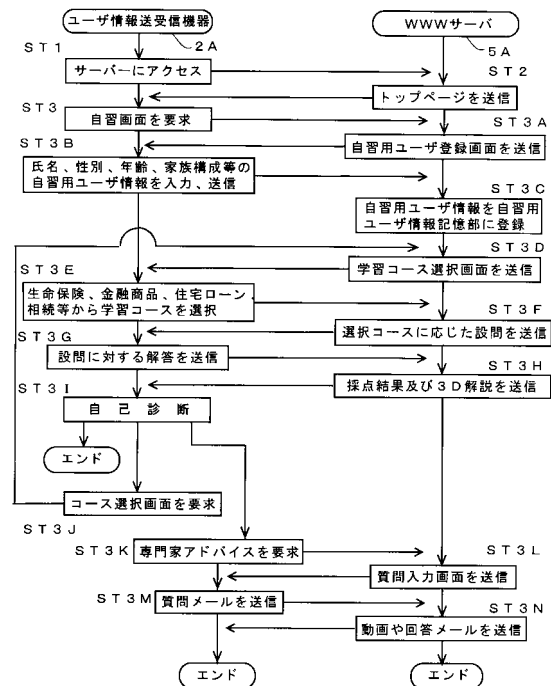 ユーザ情報送受信機器
WWWサーバ
2A
5A
ST1
サーバーにアクセス
ST2
トップページを送信
ST3
自習画面を要求
ST3A
自習用ユーザ登録画面を送信
ST3B
氏名、性別、年齢、家族構成等の
自習用ユーザ情報を入力、送信
ST3C
自習用ユーザ情報を自習用
ユーザ情報記憶部に登録
ST3D
学習コース選択画面を送信
ST3E
生命保険、金融商品、住宅ローン
相続等から学習コースを選択
ST3F
選択コースに応じた設問を送信
ST3G
設問に対する解答を送信
ST3H
採点結果及び3D解説を送信
ST3I
自己診断
エンド
コース選択画面を要求
ST3J
ST3K
専門家アドバイスを要求
ST3L
質問入力画面を送信
ST3M
質問メールを送信
ST3N
動画や回答メールを送信
エンド
エンド